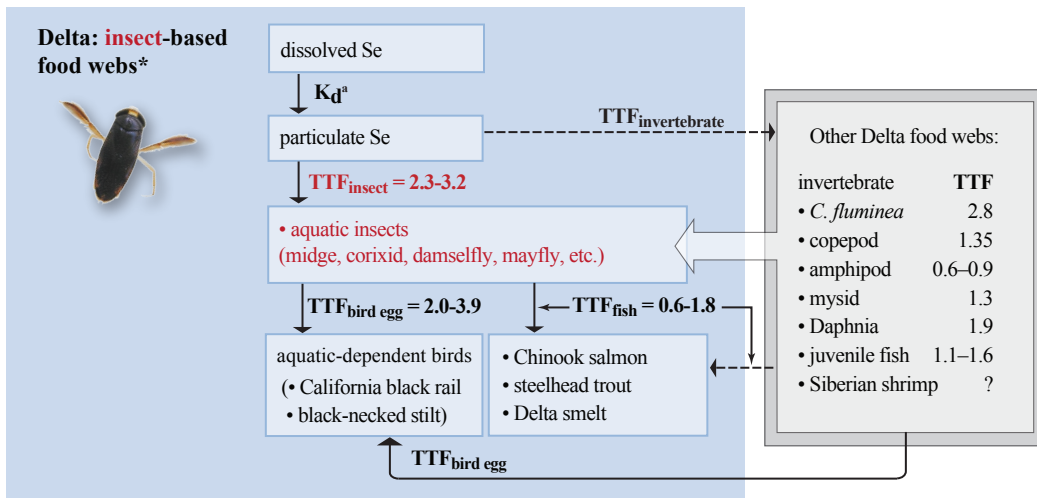 Delta: insect-based
food webs*
dissolved Se
Kdᵃ
particulate Se
TTFinvertebrate
TTFinsect = 2.3-3.2
• aquatic insects
(midge, corixid, damselfly, mayfly, etc.)
TTFbird egg = 2.0-3.9
TTFfish = 0.6-1.8
aquatic-dependent birds
(• California black rail
• black-necked stilt)
• Chinook salmon
• steelhead trout
• Delta smelt
TTFbird egg
Other Delta food webs:
invertebrate TTF
• C. fluminea 2.8
• copepod 1.35
• amphipod 0.6–0.9
• mysid 1.3
• Daphnia 1.9
• juvenile fish 1.1–1.6
• Siberian shrimp ?